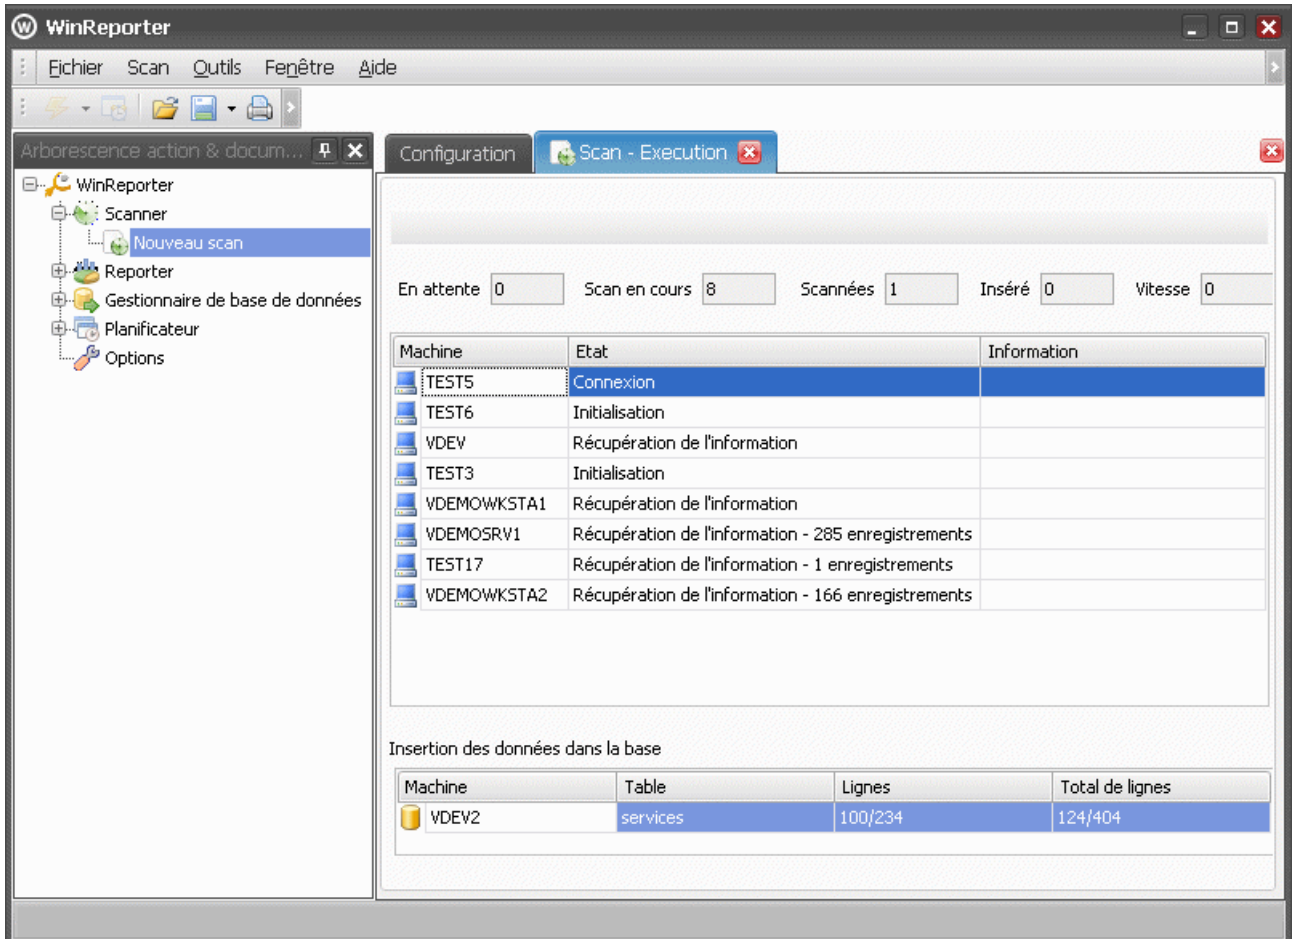 WinReporter
Fichier Scan Outils Fenêtre Aide
Arborescence action & docum...
WinReporter
Scanner
Nouveau scan
Reporter
Gestionnaire de base de données
Planificateur
Options
Configuration Scan - Execution
En attente 0 Scan en cours 8 Scannées 1 Inséré 0 Vitesse 0
Machine Etat Information
TEST5 Connexion
TEST6 Initialisation
VDEV Récupération de l'information
TEST3 Initialisation
VDEMOWKSTA1 Récupération de l'information
VDEMOSRV1 Récupération de l'information - 285 enregistrements
TEST17 Récupération de l'information - 1 enregistrements
VDEMOWKSTA2 Récupération de l'information - 166 enregistrements
Insertion des données dans la base
Machine Table Lignes Total de lignes
VDEV2 services 100/234 124/404